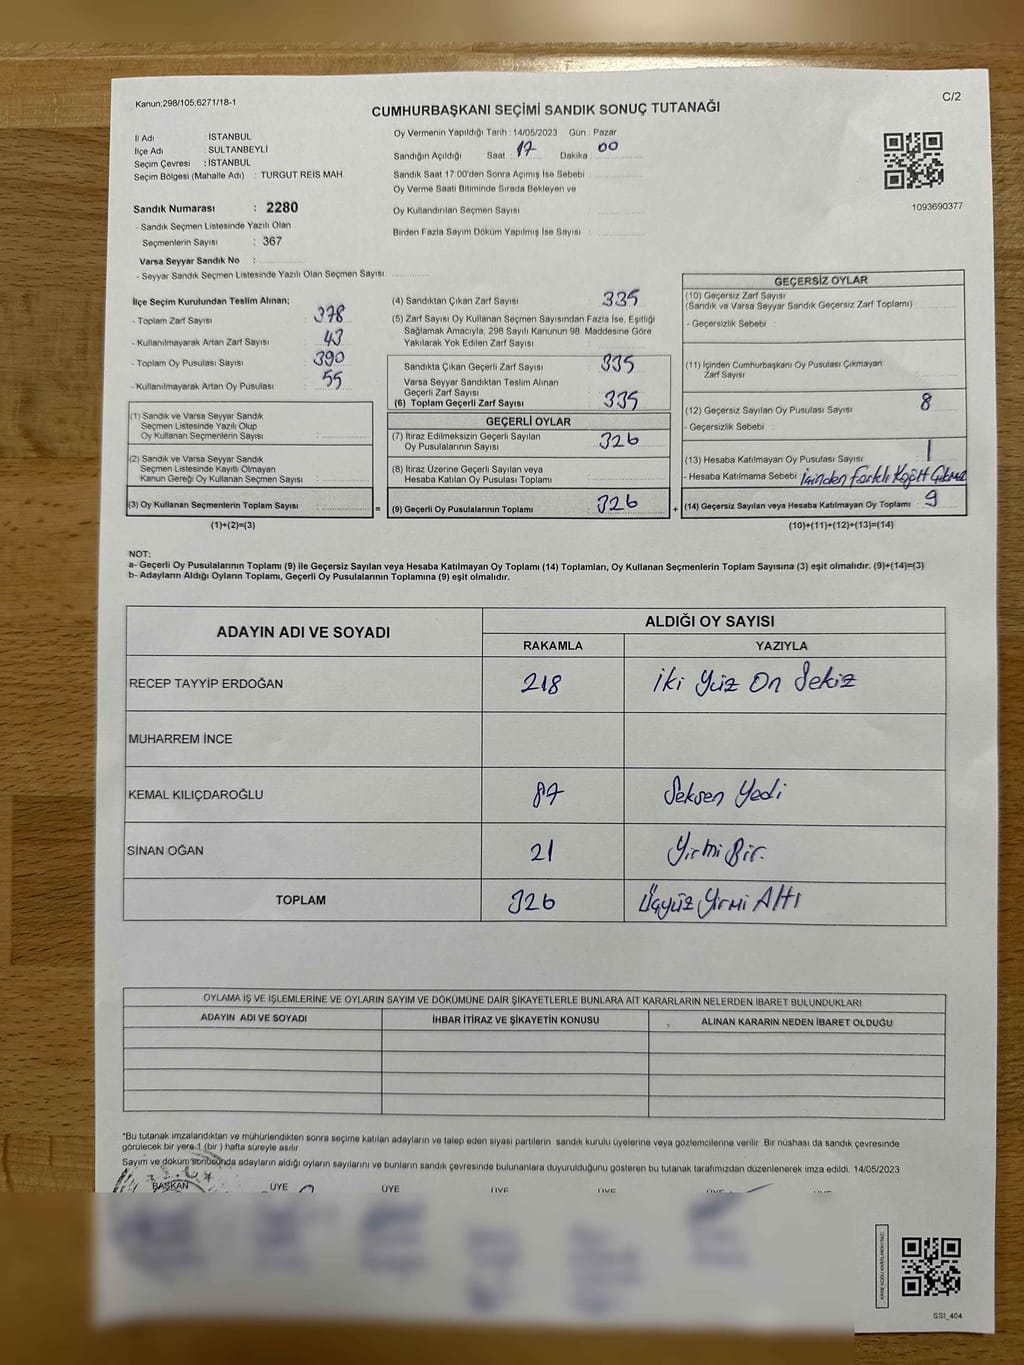 Kanun,298/105,6271/18-1
C/2
CUMHURBAŞKANI SEÇİMİ SANDIK SONUÇ TUTANAĞI
İl Adı : İSTANBUL
İlçe Adı : SULTANBEYLİ
Seçim Çevresi : İSTANBUL
Seçim Bölgesi (Mahalle Adı) : TURGUT REİS MAH.
Sandık Numarası : 2280
- Sandık Seçmen Listesinde Yazılı Olan
Seçmenlerin Sayısı : 367
Varsa Seyyar Sandık No :
- Seyyar Sandık Seçmen Listesinde Yazılı Olan Seçmen Sayısı
Oy Vermenin Yapıldığı Tarih : 14/05/2023 Gün : Pazar
Sandığın Açıldığı Saat : 17 Dakika : 00
Sandık Saat 17:00'den Sonra Açımış İse Sebebi
Oy Verme Saati Bitiminde Sırada Bekleyen ve
Oy Kullandırılan Seçmen Sayısı
Birden Fazla Sayım Döküm Yapılmış İse Sayısı :
1093690377
İlçe Seçim Kurulundan Teslim Alınan;
- Toplam Zarf Sayısı : 378
- Kullanılmayarak Artan Zarf Sayısı : 43
- Toplam Oy Pusulası Sayısı : 390
- Kullanılmayarak Artan Oy Pusulası : 55
(1) Sandık ve Varsa Seyyar Sandık
Seçmen Listesinde Yazılı Olup
Oy Kullanan Seçmenlerin Sayısı :
(2) Sandık ve Varsa Seyyar Sandık
Seçmen Listesinde Kayıtlı Olmayan
Kanun Gereği Oy Kullanan Seçmen Sayısı :
(3) Oy Kullanan Seçmenlerin Toplam Sayısı : =
(1)+(2)=(3)
(4) Sandıktan Çıkan Zarf Sayısı : 335
(5) Zarf Sayısı Oy Kullanan Seçmen Sayısından Fazla İse, Eşitliği
Sağlamak Amacıyla, 298 Sayılı Kanunun 98. Maddesine Göre
Yakılarak Yok Edilen Zarf Sayısı :
Sandıkta Çıkan Geçerli Zarf Sayısı : 335
Varsa Seyyar Sandıktan Teslim Alınan
Geçerli Zarf Sayısı :
(6) Toplam Geçerli Zarf Sayısı : 335
GEÇERLİ OYLAR
(7) İtiraz Edilmeksizin Geçerli Sayılan
Oy Pusulalarının Sayısı : 326
(8) İtiraz Üzerine Geçerli Sayılan veya
Hesaba Katılan Oy Pusulası Toplamı :
(9) Geçerli Oy Pusulalarının Toplamı : 326 +
GEÇERSİZ OYLAR
(10) Geçersiz Zarf Sayısı
(Sandık ve Varsa Seyyar Sandık Geçersiz Zarf Toplamı) :
- Geçersizlik Sebebi :
(11) İçinden Cumhurbaşkanı Oy Pusulası Çıkmayan
Zarf Sayısı :
(12) Geçersiz Sayılan Oy Pusulası Sayısı : 8
- Geçersizlik Sebebi :
(13) Hesaba Katılmayan Oy Pusulası Sayısı : 1
- Hesaba Katılmama Sebebi : İçinden Farklı Kağıt Çıkması
(14) Geçersiz Sayılan veya Hesaba Katılmayan Oy Toplamı : 9
(10)+(11)+(12)+(13)=(14)
NOT:
a- Geçerli Oy Pusulasının Toplamı (9) ile Geçersiz Sayılan veya Hesaba Katılmayan Oy Toplamı (14) Toplamları, Oy Kullanan Seçmenlerin Toplam Sayısına (3) eşit olmalıdır. (9)+(14)=(3)
b- Adayların Aldığı Oyların Toplamı, Geçerli Oy Pusulalarının Toplamına (9) eşit olmalıdır.
ADAYIN ADI VE SOYADI
ALDIĞI OY SAYISI
RAKAMLA YAZIYLA
RECEP TAYYİP ERDOĞAN 218 İki Yüz On Sekiz
MUHARREM İNCE
KEMAL KILIÇDAROĞLU 87 Seksen Yedi
SİNAN OĞAN 21 Yirmi Bir.
TOPLAM 326 Üçyüz Yirmi Altı
OYLAMA İŞ VE İŞLEMLERİNE VE OYLARIN SAYIM VE DÖKÜMÜNE DAİR ŞİKAYETLERLE BUNLARA AİT KARARLARIN NELERDEN İBARET BULUNDUKLARI
ADAYIN ADI VE SOYADI İHBAR İTİRAZ VE ŞİKAYETİN KONUSU ALINAN KARARIN NEDEN İBARET OLDUĞU
*Bu tutanak imzalandıktan ve mühürlendikten sonra seçime katılan adayların ve talep eden siyasi partilerin sandık kurulu üyelerine veya gözlemcilerine verilir. Bir nüshası da sandık çevresinde
görülecek bir yere 1 (bir ) hafta süreyle asılır
Sayım ve döküm sonucunda adayların aldığı oyların sayılarını ve bunların sandık çevresinde bulunanlara duyurulduğunu gösteren bu tutanak tarafımızdan düzenlenerek imza edildi. 14/05/2023
BAŞKAN ÜYE ÜYE ÜYE ÜYE ÜYE ÜYE
SSI_404